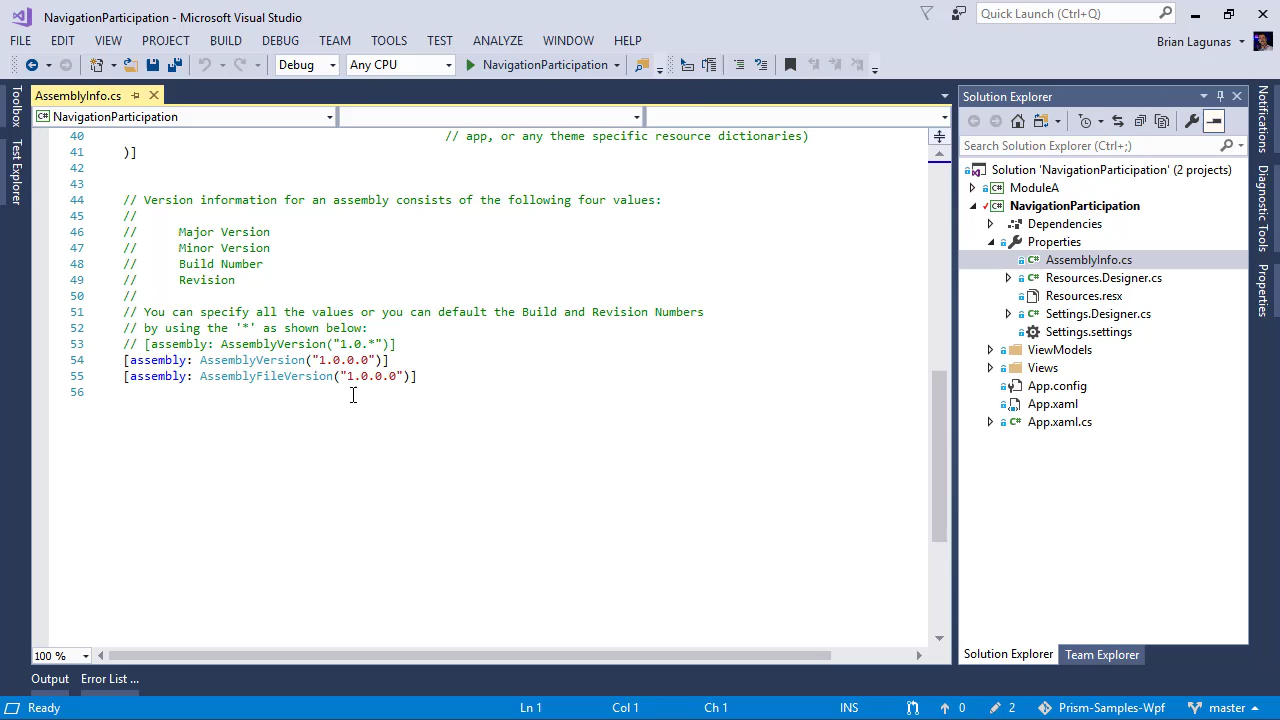 NavigationParticipation - Microsoft Visual Studio
Quick Launch (Ctrl+Q)
FILE EDIT VIEW PROJECT BUILD DEBUG TEAM TOOLS TEST ANALYZE WINDOW HELP
Brian Lagunas
Debug
Any CPU
NavigationParticipation
Toolbox
Test Explorer
AssemblyInfo.cs
NavigationParticipation
40 // app, or any theme specific resource dictionaries)
41 )]
42
43
44 // Version information for an assembly consists of the following four values:
45 //
46 // Major Version
47 // Minor Version
48 // Build Number
49 // Revision
50 //
51 // You can specify all the values or you can default the Build and Revision Numbers
52 // by using the '*' as shown below:
53 // [assembly: AssemblyVersion("1.0.*")]
54 [assembly: AssemblyVersion("1.0.0.0")]
55 [assembly: AssemblyFileVersion("1.0.0.0")]
56
100 %
Solution Explorer
Search Solution Explorer (Ctrl+;)
Solution 'NavigationParticipation' (2 projects)
ModuleA
NavigationParticipation
Dependencies
Properties
AssemblyInfo.cs
Resources.Designer.cs
Resources.resx
Settings.Designer.cs
Settings.settings
ViewModels
Views
App.config
App.xaml
App.xaml.cs
Solution Explorer
Team Explorer
Notifications
Diagnostic Tools
Properties
Output
Error List ...
Ready
Ln 1
Col 1
Ch 1
INS
0
2
Prism-Samples-Wpf
master